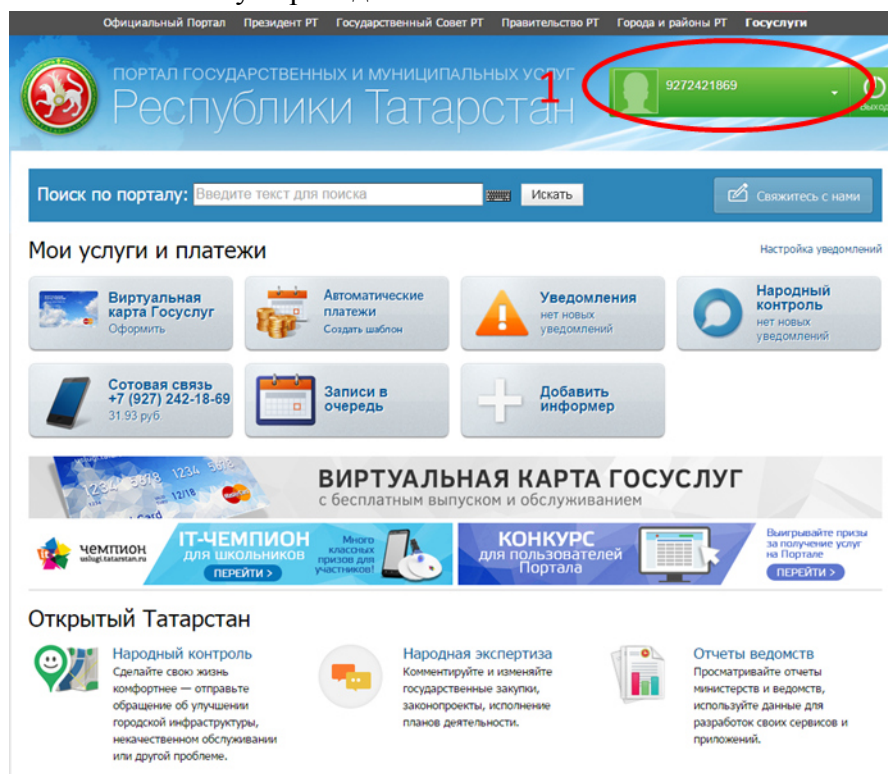 Официальный Портал Президент РТ Государственный Совет РТ Правительство РТ Города и районы РТ Госуслуги
ПОРТАЛ ГОСУДАРСТВЕННЫХ И МУНИЦИПАЛЬНЫХ УСЛУГ
Республики Татарстан
1
9272421869
Выход
Поиск по порталу: Введите текст для поиска Искать Свяжитесь с нами
Мои услуги и платежи
Настройка уведомлений
Виртуальная
карта Госуслуг
Оформить
Автоматические
платежи
Создать шаблон
Уведомления
нет новых
уведомлений
Народный
контроль
нет новых
уведомлений
Сотовая связь
+7 (927) 242-18-69
31.93 руб.
Записи в
очередь
Добавить
информер
1234 5678 1234 5678
12/18
ВИРТУАЛЬНАЯ КАРТА ГОСУСЛУГ
с бесплатным выпуском и обслуживанием
it чемпион
uslugi.tatarstan.ru
IT-ЧЕМПИОН
для школьников
ПЕРЕЙТИ >
Много
классных
призов для
участников!
КОНКУРС
для пользователей
Портала
Выигрывайте призы
за получение услуг
на Портале
ПЕРЕЙТИ >
Открытый Татарстан
Народный контроль
Сделайте свою жизнь
комфортнее — отправьте
обращение об улучшении
городской инфраструктуры,
некачественном обслуживании
или другой проблеме.
Народная экспертиза
Комментируйте и изменяйте
государственные закупки,
законопроекты, исполнение
планов деятельности.
Отчеты ведомств
Просматривайте отчеты
министерств и ведомств,
используйте данные для
разработок своих сервисов и
приложений.